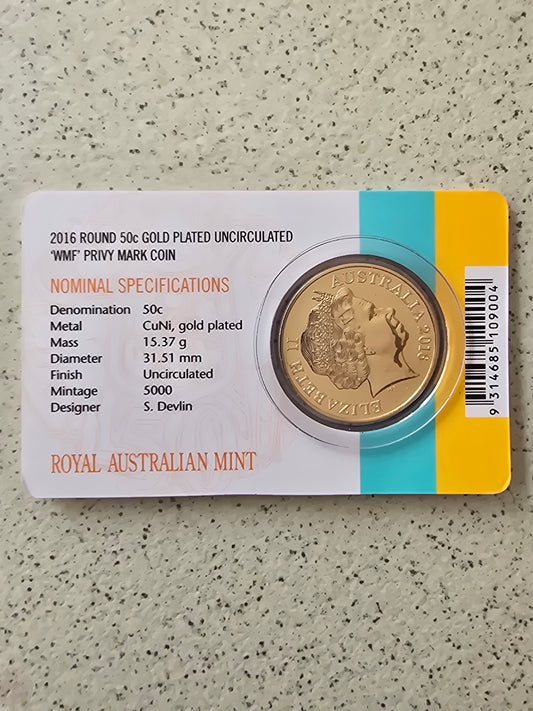 2016 ROUND 50c GOLD PLATED UNCIRCULATED
‘WMF’ PRIVY MARK COIN
NOMINAL SPECIFICATIONS
Denomination 50c
Metal CuNi, gold plated
Mass 15.37 g
Diameter 31.51 mm
Finish Uncirculated
Mintage 5000
Designer S. Devlin
ROYAL AUSTRALIAN MINT
ELIZABETH II
AUSTRALIA 2016
9 314685 109004